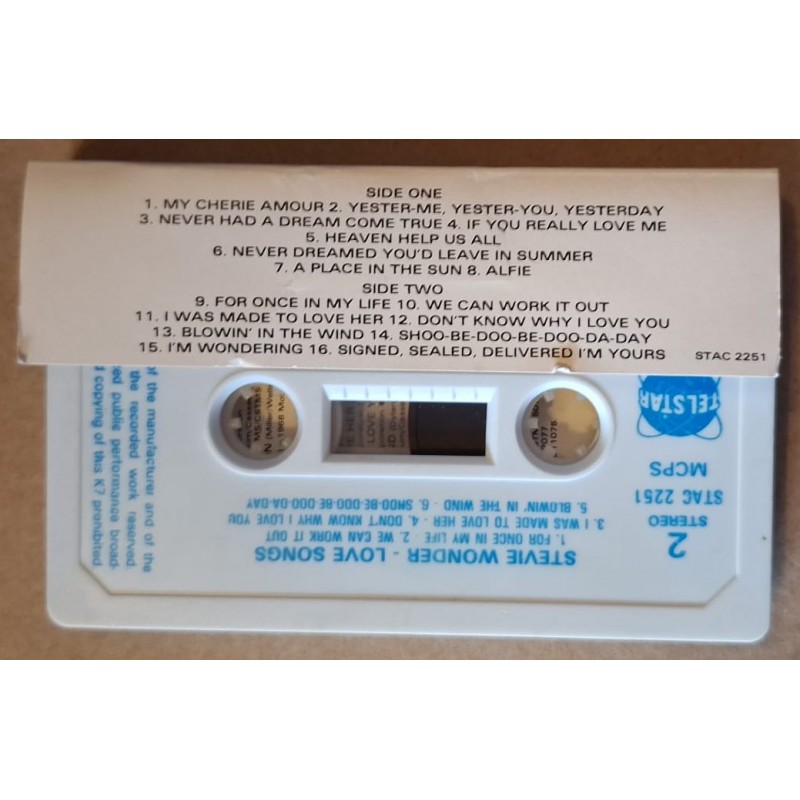 SIDE ONE
1. MY CHERIE AMOUR 2. YESTER-ME, YESTER-YOU, YESTERDAY
3. NEVER HAD A DREAM COME TRUE 4. IF YOU REALLY LOVE ME
5. HEAVEN HELP US ALL
6. NEVER DREAMED YOU'D LEAVE IN SUMMER
7. A PLACE IN THE SUN 8. ALFIE
SIDE TWO
9. FOR ONCE IN MY LIFE 10. WE CAN WORK IT OUT
11. I WAS MADE TO LOVE HER 12. DON'T KNOW WHY I LOVE YOU
13. BLOWIN' IN THE WIND 14. SHOO-BE-DOO-BE-DOO-DA-DAY
15. I'M WONDERING 16. SIGNED, SEALED, DELIVERED I'M YOURS STAC 2251
STEVIE WONDER - LOVE SONGS
1. FOR ONCE IN MY LIFE · 2. WE CAN WORK IT OUT
3. I WAS MADE TO LOVE HER · 4. DON'T KNOW WHY I LOVE YOU
5. BLOWIN' IN THE WIND · 6. SHOO-BE-DOO-BE-DOO-DA-DAY
2
STEREO
STAC 2251
MCPS
TELSTAR
of the manufacturer and of the
the recorded work reserved.
public performance broad-
copying of this K7 prohibited